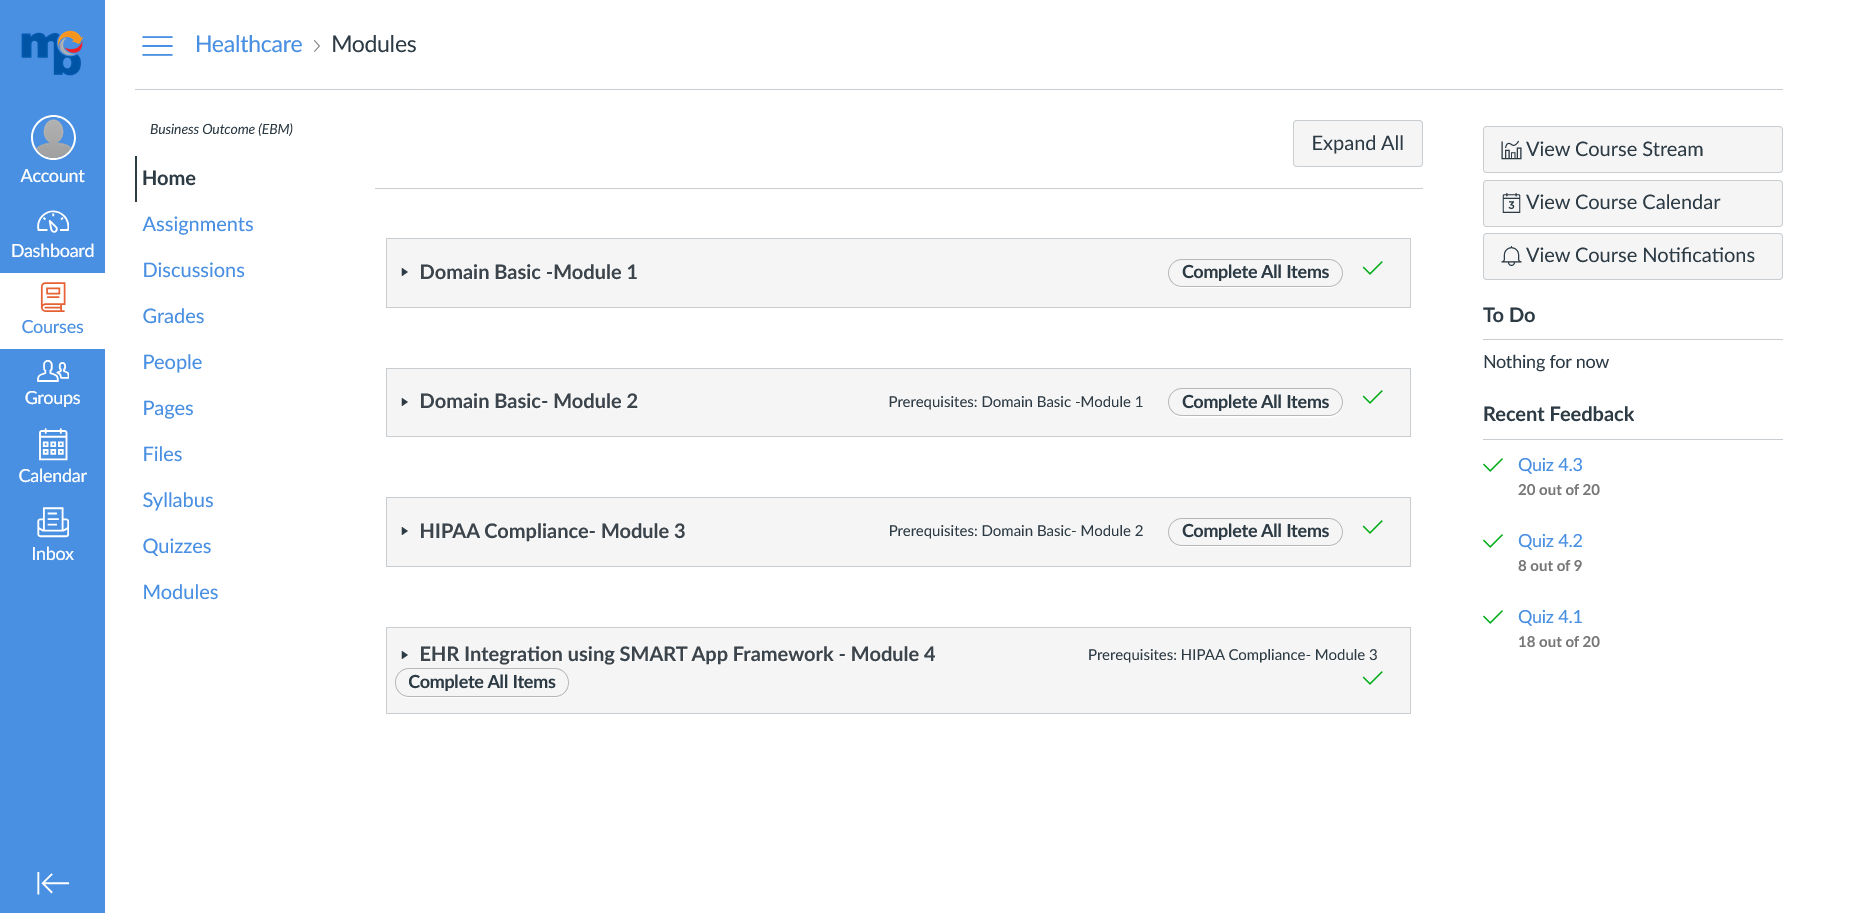 mcb
Account
Dashboard
Courses
Groups
Calendar
Inbox
Healthcare > Modules
Business Outcome (EBM)
Home
Assignments
Discussions
Grades
People
Pages
Files
Syllabus
Quizzes
Modules
Expand All
Domain Basic -Module 1 Complete All Items
Domain Basic- Module 2 Prerequisites: Domain Basic -Module 1 Complete All Items
HIPAA Compliance- Module 3 Prerequisites: Domain Basic- Module 2 Complete All Items
EHR Integration using SMART App Framework - Module 4 Prerequisites: HIPAA Compliance- Module 3
Complete All Items
View Course Stream
3 View Course Calendar
View Course Notifications
To Do
Nothing for now
Recent Feedback
Quiz 4.3
20 out of 20
Quiz 4.2
8 out of 9
Quiz 4.1
18 out of 20